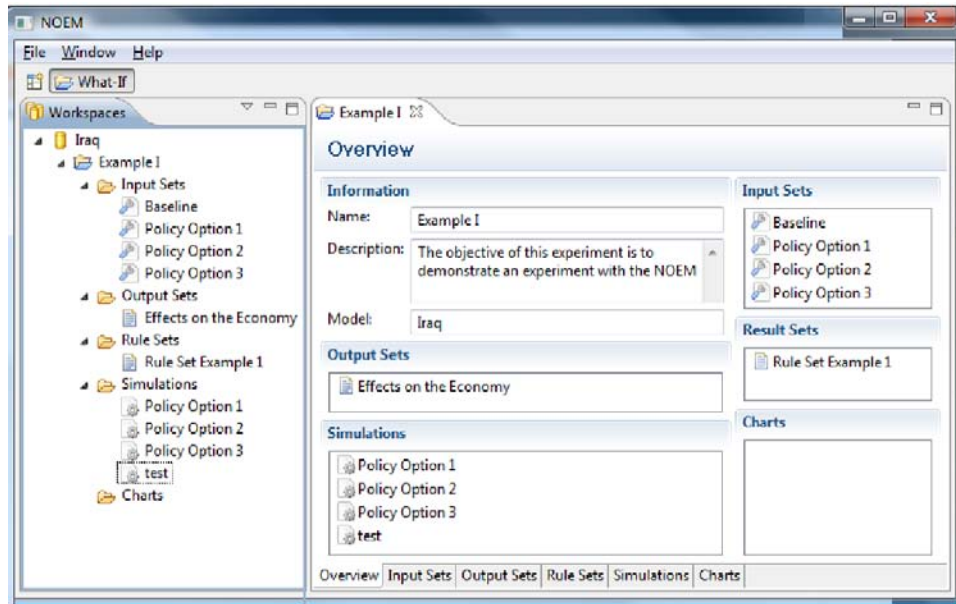 NOEM
File Window Help
What-If
Workspaces
Iraq
Example I
Input Sets
Baseline
Policy Option 1
Policy Option 2
Policy Option 3
Output Sets
Effects on the Economy
Rule Sets
Rule Set Example 1
Simulations
Policy Option 1
Policy Option 2
Policy Option 3
test
Charts
Example I
Overview
Information
Name: Example I
Description: The objective of this experiment is to
demonstrate an experiment with the NOEM
Model: Iraq
Output Sets
Effects on the Economy
Simulations
Policy Option 1
Policy Option 2
Policy Option 3
test
Input Sets
Baseline
Policy Option 1
Policy Option 2
Policy Option 3
Result Sets
Rule Set Example 1
Charts
Overview Input Sets Output Sets Rule Sets Simulations Charts